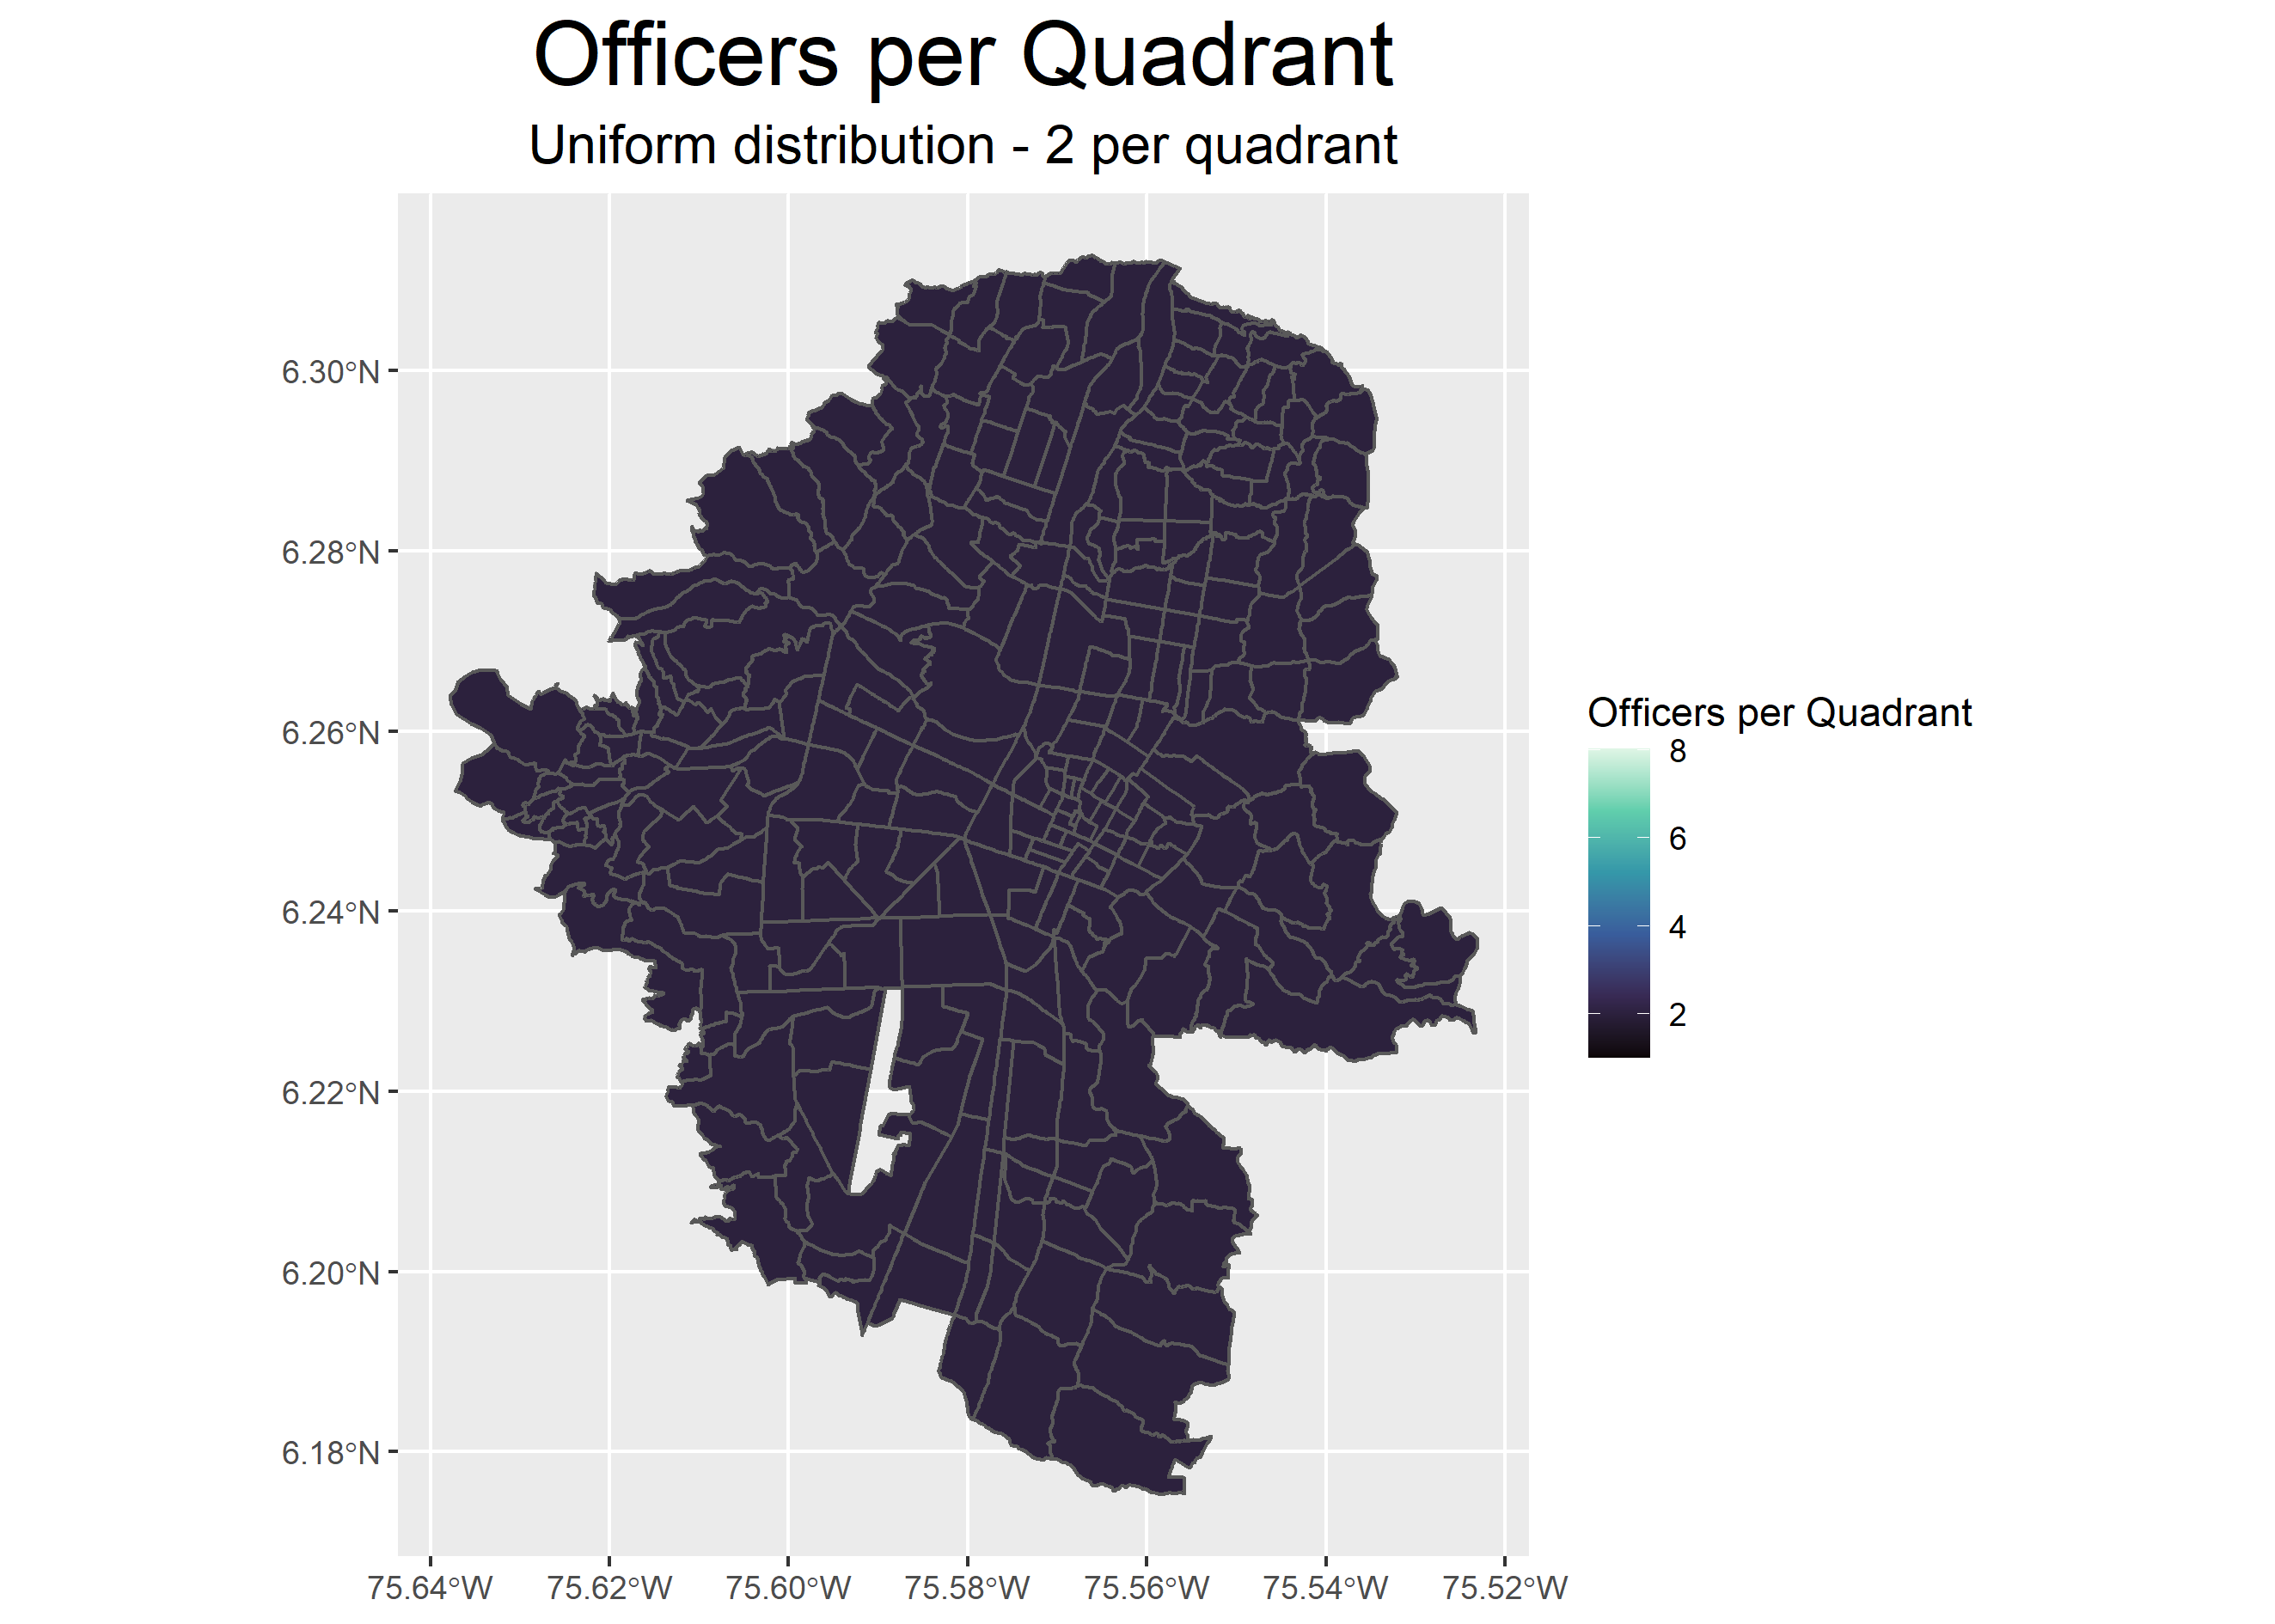 Officers per Quadrant
Uniform distribution - 2 per quadrant
6.30°N
6.28°N
6.26°N
6.24°N
6.22°N
6.20°N
6.18°N
75.64°W 75.62°W 75.60°W 75.58°W 75.56°W 75.54°W 75.52°W
Officers per Quadrant
8
6
4
2